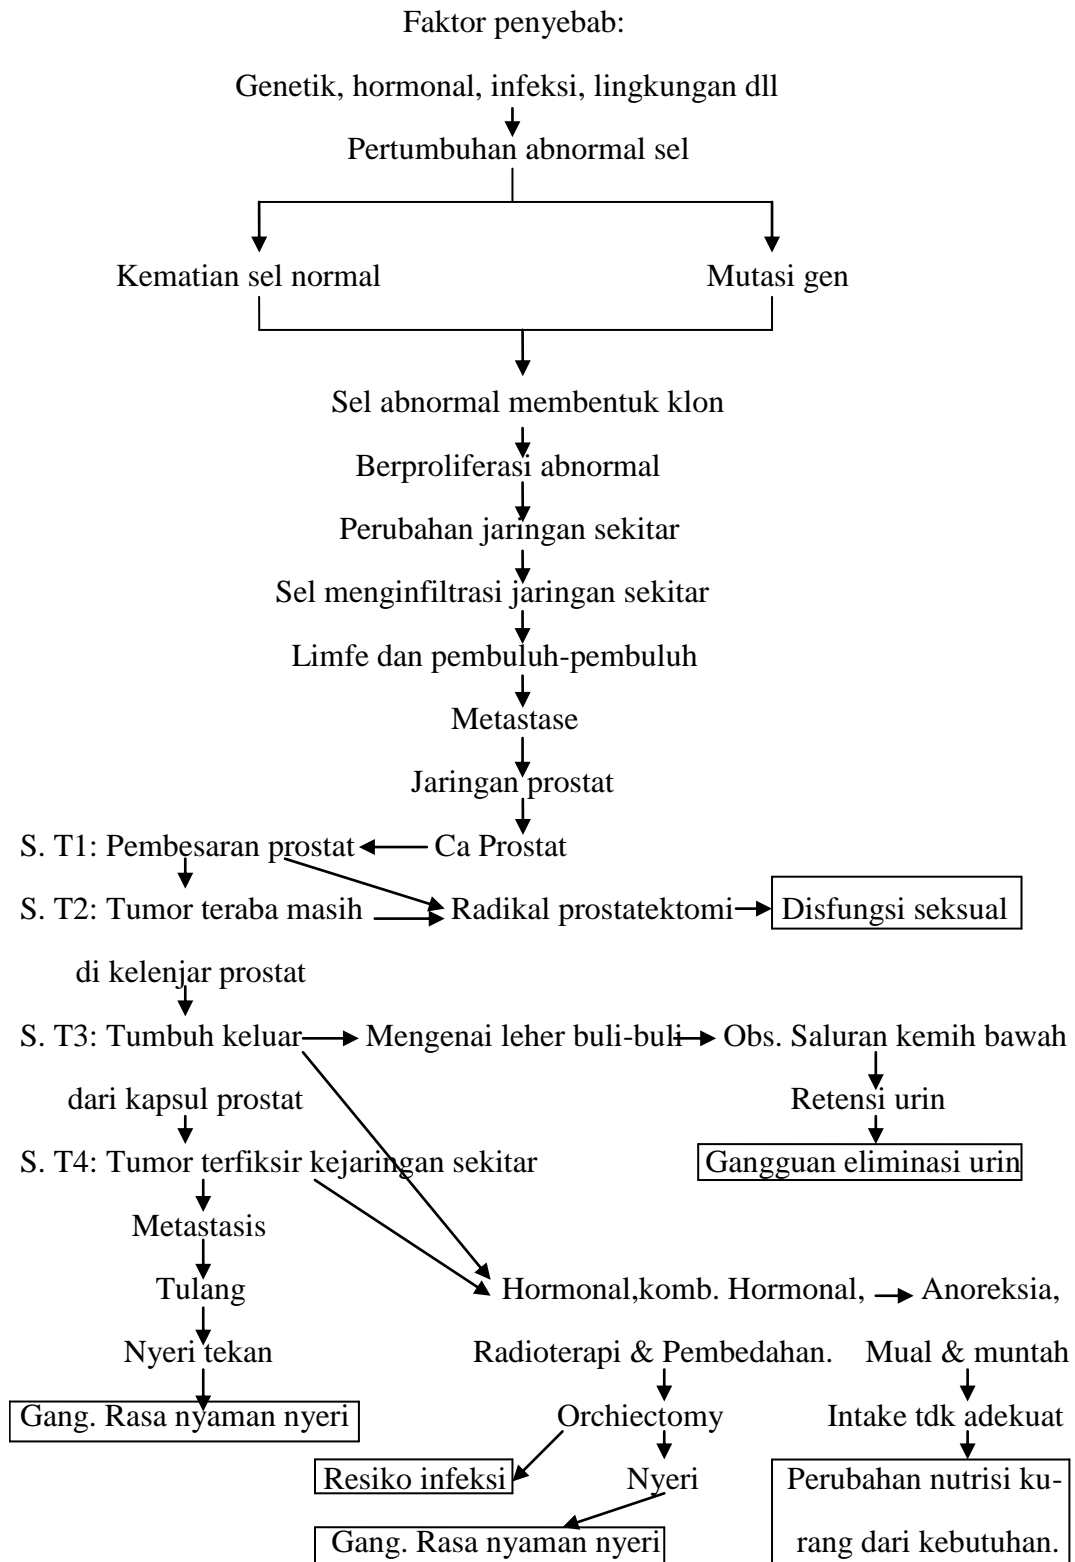 Faktor penyebab:
Genetik, hormonal, infeksi, lingkungan dll
Pertumbuhan abnormal sel
Kematian sel normal
Mutasi gen
Sel abnormal membentuk klon
Berproliferasi abnormal
Perubahan jaringan sekitar
Sel menginfiltrasi jaringan sekitar
Limfe dan pembuluh-pembuluh
Metastase
Jaringan prostat
S. T1: Pembesaran prostat
Ca Prostat
S. T2: Tumor teraba masih
Radikal prostatektomi
Disfungsi seksual
di kelenjar prostat
S. T3: Tumbuh keluar
Mengenai leher buli-buli
Obs. Saluran kemih bawah
dari kapsul prostat
Retensi urin
S. T4: Tumor terfiksir kejaringan sekitar
Gangguan eliminasi urin
Metastasis
Tulang
Hormonal,komb. Hormonal,
Anoreksia,
Nyeri tekan
Radioterapi & Pembedahan.
Mual & muntah
Gang. Rasa nyaman nyeri
Orchiectomy
Intake tdk adekuat
Resiko infeksi
Nyeri
Perubahan nutrisi ku-
Gang. Rasa nyaman nyeri
rang dari kebutuhan.